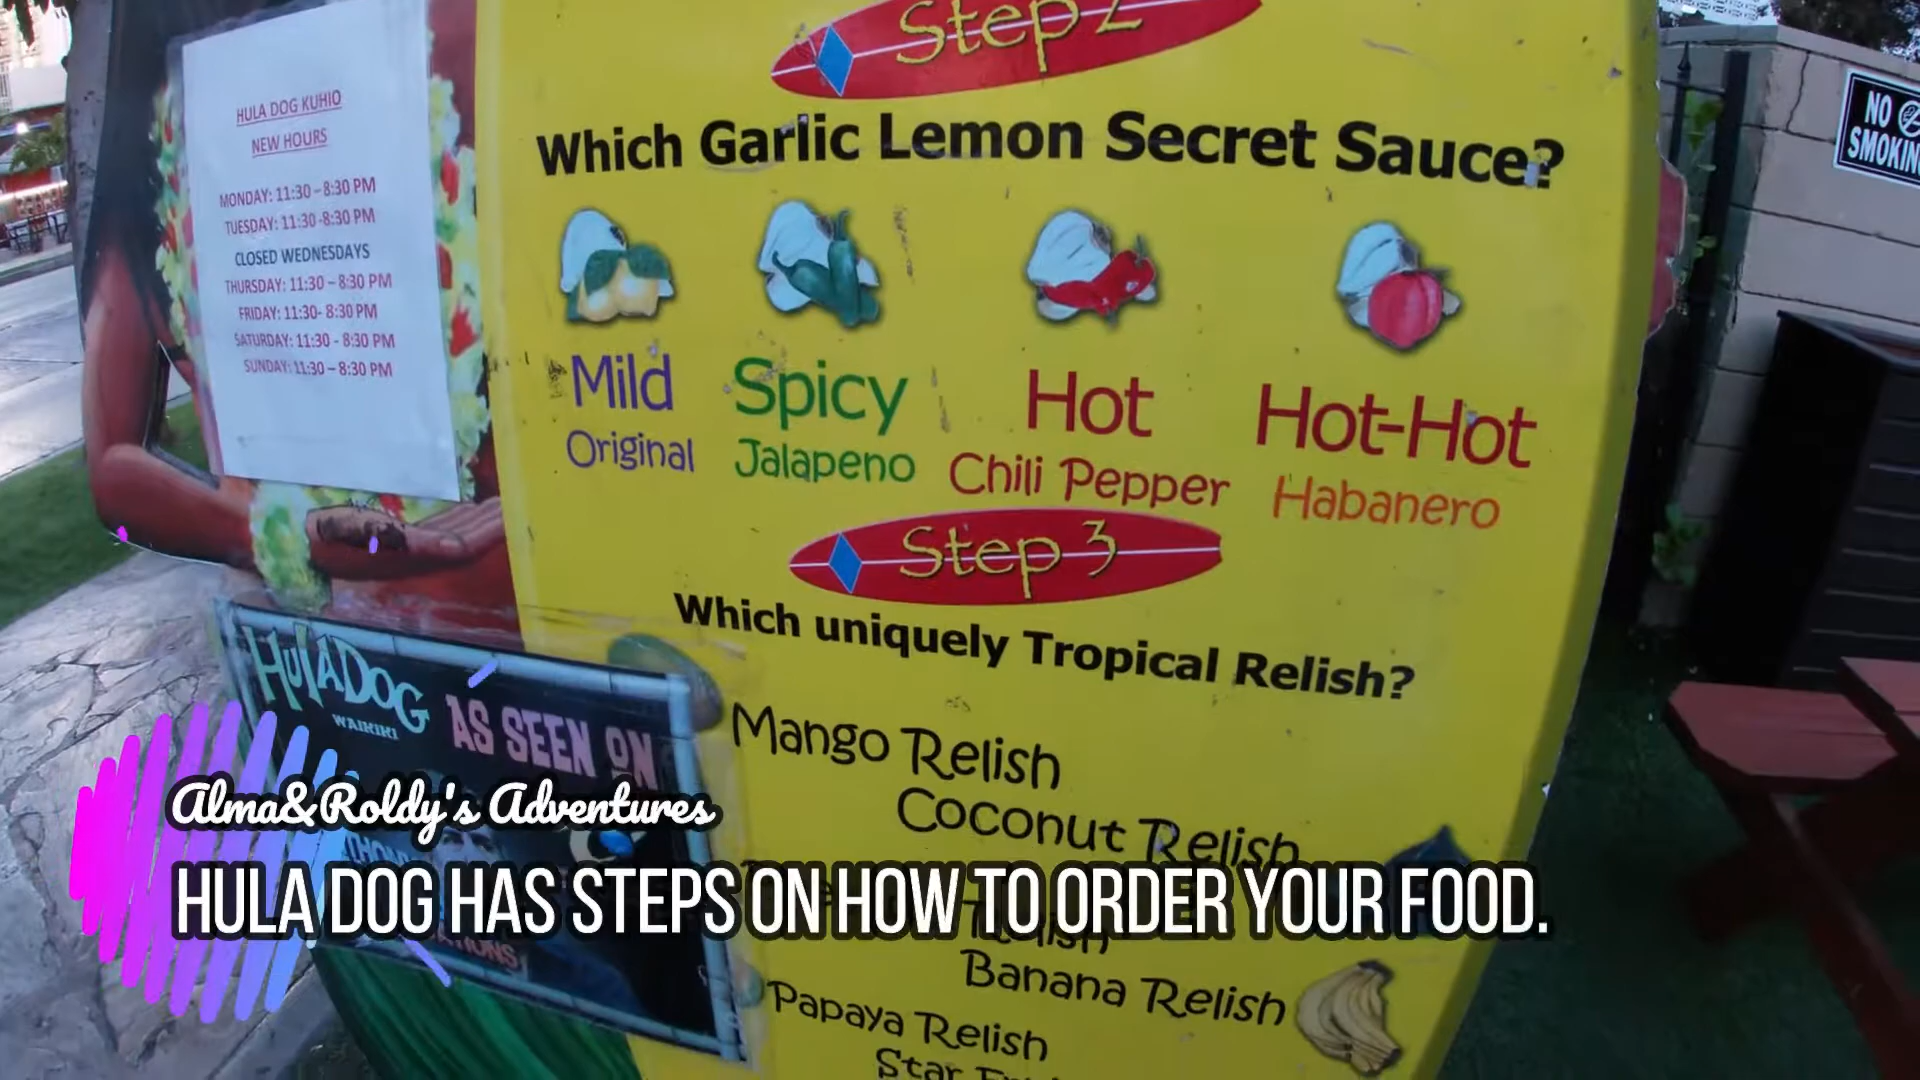 HULA DOG KUHIO
NEW HOURS
MONDAY: 11:30 – 8:30 PM
TUESDAY: 11:30 -8:30 PM
CLOSED WEDNESDAYS
THURSDAY: 11:30 – 8:30 PM
FRIDAY: 11:30- 8:30 PM
SATURDAY: 11:30 - 8:30 PM
SUNDAY: 11:30 – 8:30 PM
Step 2
Which Garlic Lemon Secret Sauce?
Mild
Original
Spicy
Jalapeno
Hot
Chili Pepper
Hot-Hot
Habanero
Step 3
Which uniquely Tropical Relish?
Mango Relish
Coconut Relish
Relish
Banana Relish
Papaya Relish
Star
HULA DOG
WAIKIKI
AS SEEN ON
NO
SMOKING
Alma&Roldy's Adventures
HULA DOG HAS STEPS ON HOW TO ORDER YOUR FOOD.